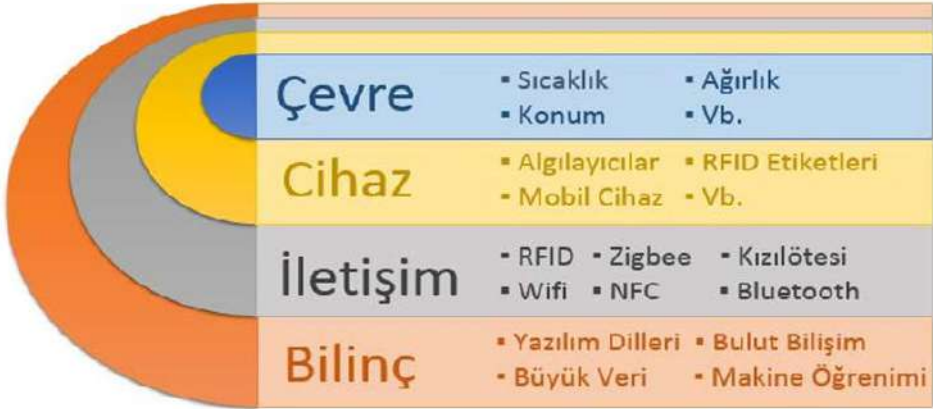 Çevre
▪ Sıcaklık ▪ Ağırlık
▪ Konum ▪ Vb.
Cihaz
▪ Algılayıcılar ▪ RFID Etiketleri
▪ Mobil Cihaz ▪ Vb.
İletişim
▪ RFID ▪ Zigbee ▪ Kızılötesi
▪ Wifi ▪ NFC ▪ Bluetooth
Bilinç
▪ Yazılım Dilleri ▪ Bulut Bilişim
▪ Büyük Veri ▪ Makine Öğrenimi